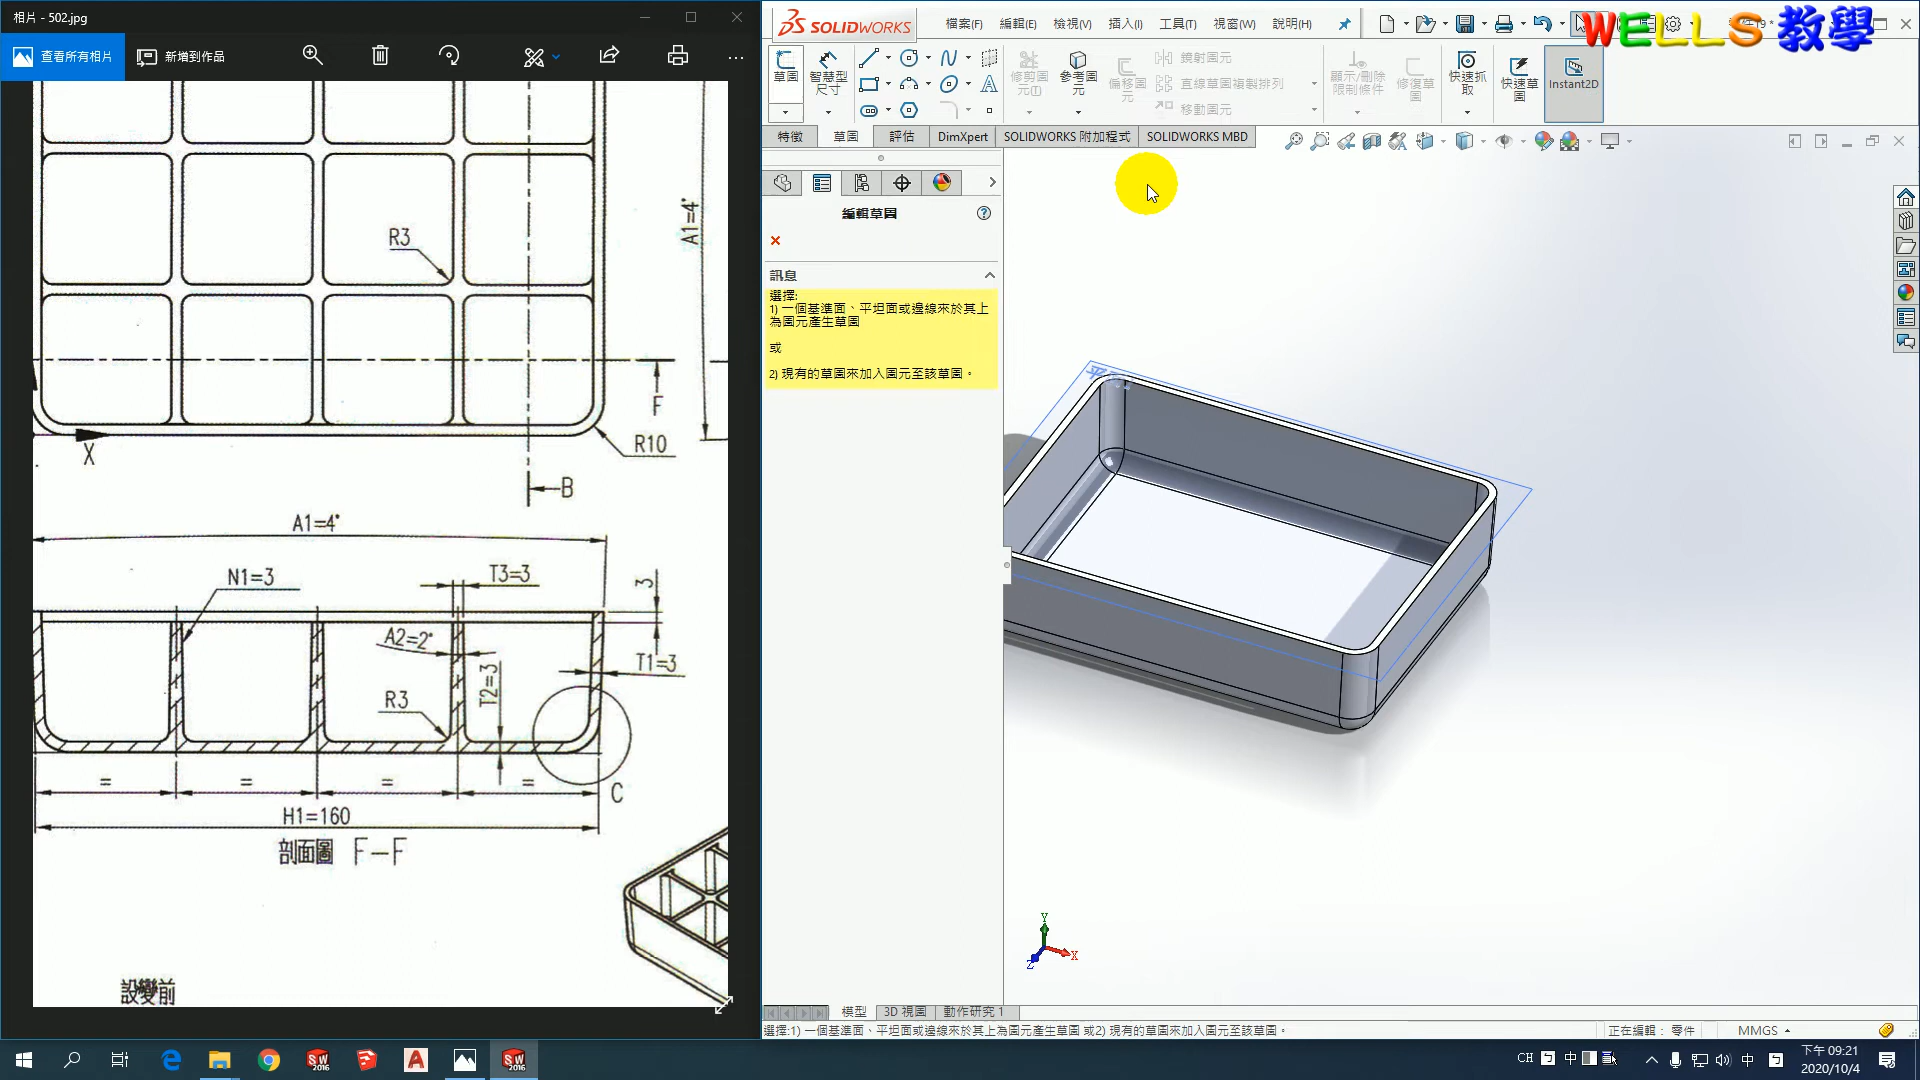 相片 - 502.jpg
查看所有相片
新增到作品
R3
A1=4°
F
R10
X
B
A1=4°
N1=3
T3=3
3
A2=2°
T1=3
T2=3
R3
=
=
=
=
C
H1=160
剖面圖 F—F
設變前
SOLIDWORKS
檔案(F)
編輯(E)
檢視(V)
插入(I)
工具(T)
視窗(W)
說明(H)
WELLS 教學
草圖
智慧型尺寸
修剪圖元(T)
參考圖元
偏移圖元
鏡射圖元
直線草圖複製排列
移動圖元
顯示/刪除限制條件
修復草圖
快速抓取
快速草圖
Instant2D
特徵
草圖
評估
DimXpert
SOLIDWORKS 附加程式
SOLIDWORKS MBD
編輯草圖
訊息
選擇:
1) 一個基準面、平坦面或邊線來於其上
為圖元產生草圖
或
2) 現有的草圖來加入圖元至該草圖。
Y
X
Z
模型
3D 視圖
動作研究 1
選擇:1) 一個基準面、平坦面或邊線來於其上為圖元產生草圖 或2) 現有的草圖來加入圖元至該草圖。
正在編輯： 零件
MMGS
CH
中
中
下午 09:21
2020/10/4